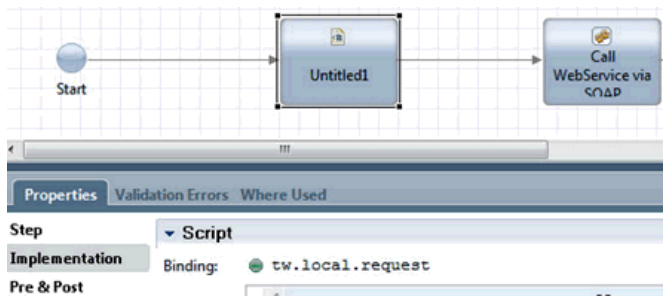 Start
Untitled1
Call
WebService via
SOAP
Properties Validation Errors Where Used
Step
Script
Implementation
Binding: tw.local.request
Pre & Post